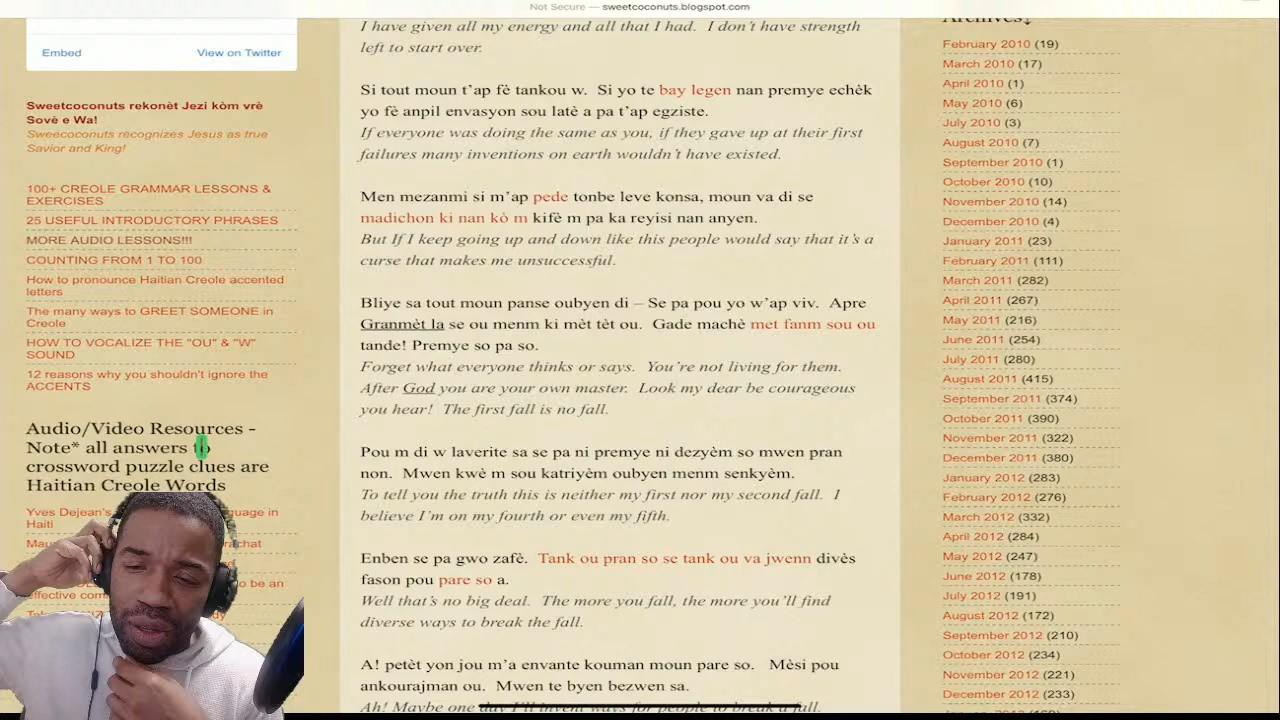 Not Secure — sweetcoconuts.blogspot.com
Embed
View on Twitter
Sweetcoconuts rekonèt Jezi kòm vrè
Sovè e Wa!
Sweetcoconuts recognizes Jesus as true
Savior and King!
100+ CREOLE GRAMMAR LESSONS &
EXERCISES
25 USEFUL INTRODUCTORY PHRASES
MORE AUDIO LESSONS!!!
COUNTING FROM 1 TO 100
How to pronounce Haitian Creole accented
letters
The many ways to GREET SOMEONE in
Creole
HOW TO VOCALIZE THE "OU" & "W"
SOUND
12 reasons why you shouldn't ignore the
ACCENTS
Audio/Video Resources -
Note* all answers to
crossword puzzle clues are
Haitian Creole Words
Yves Dejean's
Haiti
I have given all my energy and all that I had. I don't have strength
left to start over.
Si tout moun t'ap fè tankou w. Si yo te bay legen nan premye echèk
yo fè anpil envasyon sou latè a pa t'ap egziste.
If everyone was doing the same as you, if they gave up at their first
failures many inventions on earth wouldn't have existed.
Men mezanmi si m'ap pede tonbe leve konsa, moun va di se
madichon ki nan kò m kifè m pa ka reyisi nan anyen.
But If I keep going up and down like this people would say that it's a
curse that makes me unsuccessful.
Bliye sa tout moun panse oubyen di – Se pa pou yo w'ap viv. Apre
Granmèt la se ou menm ki mèt tèt ou. Gade machè met fanm sou ou
tande! Premye so pa so.
Forget what everyone thinks or says. You're not living for them.
After God you are your own master. Look my dear be courageous
you hear! The first fall is no fall.
Pou m di w laverite sa se pa ni premye ni dezyèm so mwen pran
non. Mwen kwè m sou katriyèm oubyen menm senkyèm.
To tell you the truth this is neither my first nor my second fall. I
believe I'm on my fourth or even my fifth.
Enben se pa gwo zafè. Tank ou pran so se tank ou va jwenn divès
fason pou pare so a.
Well that's no big deal. The more you fall, the more you'll find
diverse ways to break the fall.
A! petèt yon jou m'a envante kouman moun pare so. Mèsi pou
ankourajman ou. Mwen te byen bezwen sa.
Ah! Maybe one day I'll invent ways for people to break a fall.
Archives↓
February 2010 (19)
March 2010 (17)
April 2010 (1)
May 2010 (6)
July 2010 (3)
August 2010 (7)
September 2010 (1)
October 2010 (10)
November 2010 (14)
December 2010 (4)
January 2011 (23)
February 2011 (111)
March 2011 (282)
April 2011 (267)
May 2011 (216)
June 2011 (254)
July 2011 (280)
August 2011 (415)
September 2011 (374)
October 2011 (390)
November 2011 (322)
December 2011 (380)
January 2012 (283)
February 2012 (276)
March 2012 (332)
April 2012 (284)
May 2012 (247)
June 2012 (178)
July 2012 (191)
August 2012 (172)
September 2012 (210)
October 2012 (234)
November 2012 (221)
December 2012 (233)